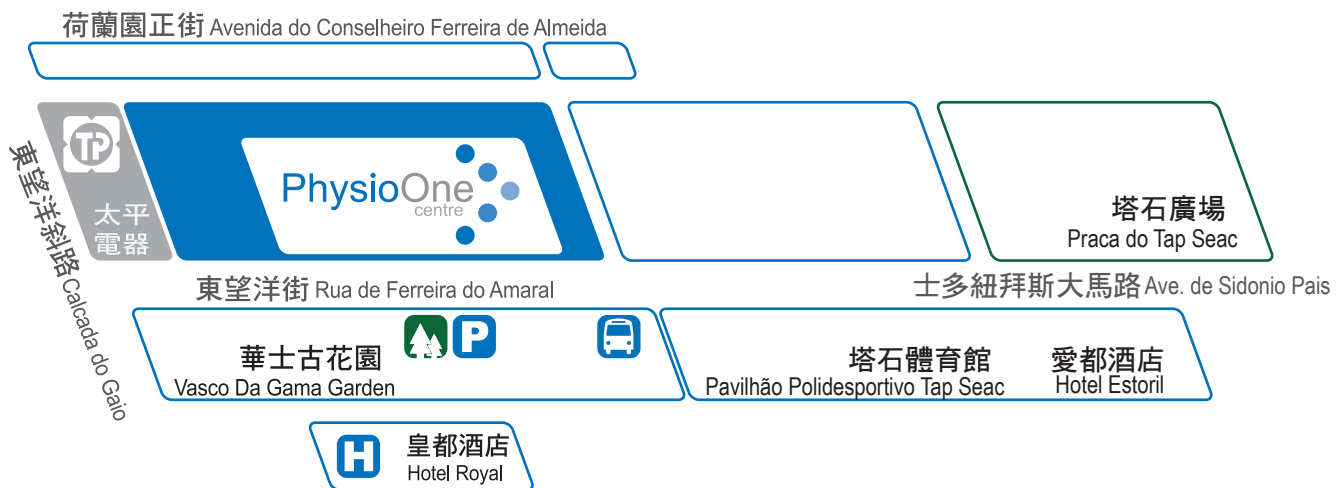 荷蘭園正街 Avenida do Conselheiro Ferreira de Almeida
TP
太平
電器
東望洋斜路 Calcada do Gaio
PhysioOne
centre
塔石廣場
Praca do Tap Seac
東望洋街 Rua de Ferreira do Amaral
士多紐拜斯大馬路 Ave. de Sidonio Pais
華士古花園
Vasco Da Gama Garden
P
塔石體育館
Pavilhão Polidesportivo Tap Seac
愛都酒店
Hotel Estoril
H
皇都酒店
Hotel Royal